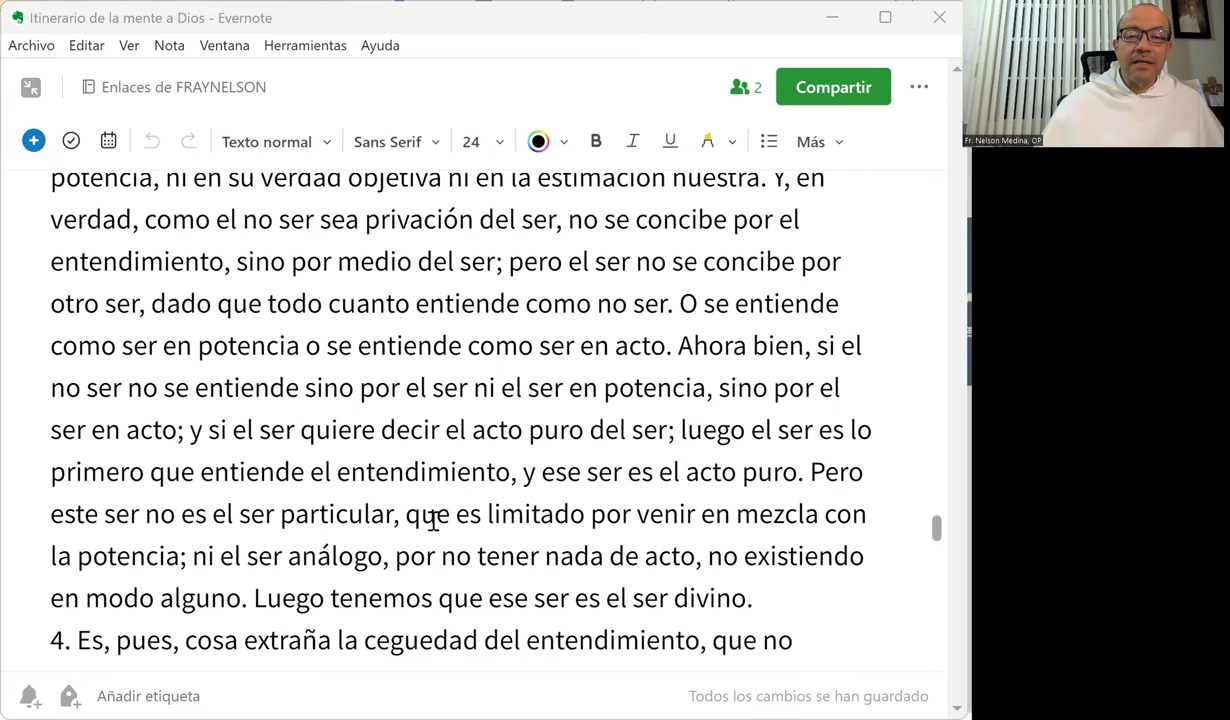 Itinerario de la mente a Dios - Evernote
Archivo Editar Ver Nota Ventana Herramientas Ayuda
Enlaces de FRAYNELSON
2
Compartir
Texto normal
Sans Serif
24
B I U
Más
potencia, ni en su verdad objetiva ni en la estimación nuestra. Y, en
verdad, como el no ser sea privación del ser, no se concibe por el
entendimiento, sino por medio del ser; pero el ser no se concibe por
otro ser, dado que todo cuanto entiende como no ser. O se entiende
como ser en potencia o se entiende como ser en acto. Ahora bien, si el
no ser no se entiende sino por el ser ni el ser en potencia, sino por el
ser en acto; y si el ser quiere decir el acto puro del ser; luego el ser es lo
primero que entiende el entendimiento, y ese ser es el acto puro. Pero
este ser no es el ser particular, que es limitado por venir en mezcla con
la potencia; ni el ser análogo, por no tener nada de acto, no existiendo
en modo alguno. Luego tenemos que ese ser es el ser divino.
4. Es, pues, cosa extraña la ceguedad del entendimiento, que no
Añadir etiqueta
Todos los cambios se han guardado
Fr. Nelson Medina, OP